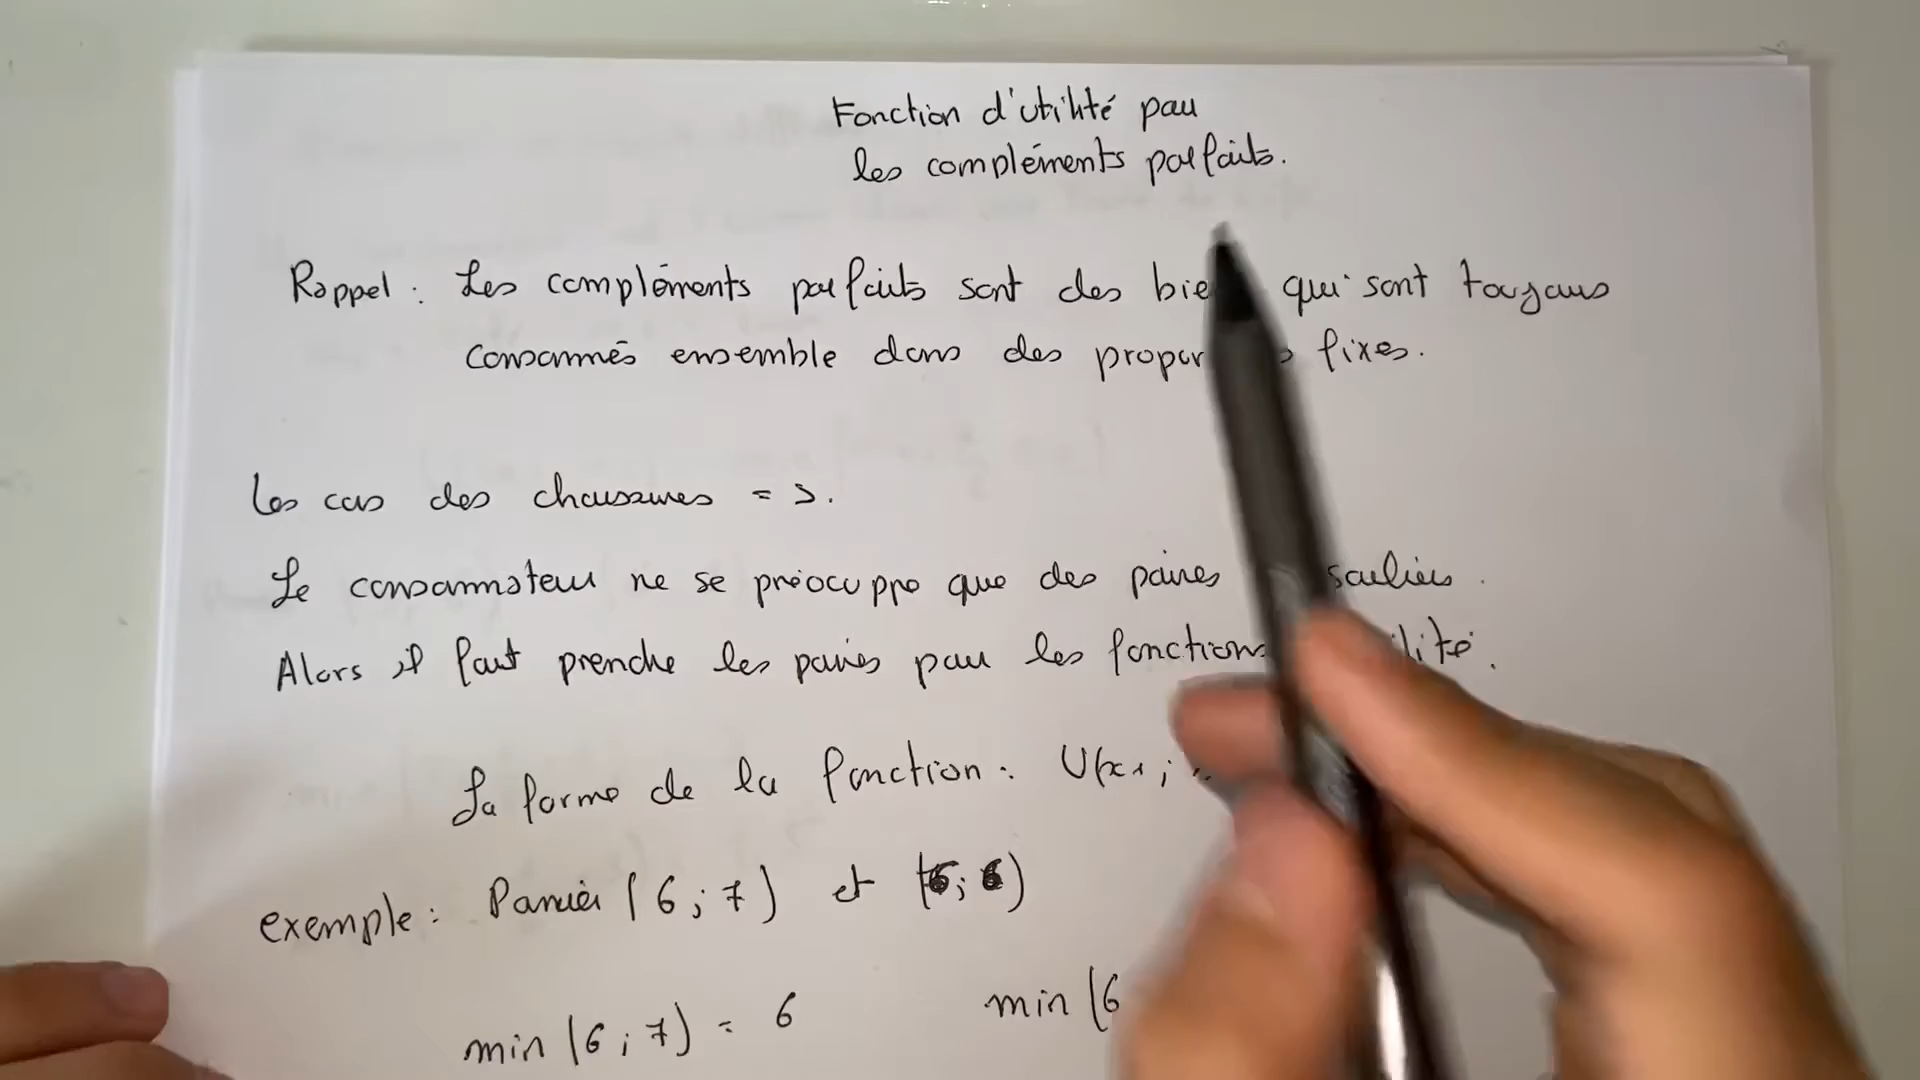 Fonction d'utilité pour
les compléments parfaits.
Rappel : Les compléments parfaits sont des bie qui sont toujours
consommés ensemble dans des propor s fixes.
Les cas des chaussures = s.
Le consommateur ne se préoccupe que des paires souliers.
Alors il faut prendre les paires pour les fonctions lité.
La forme de la fonction : U(x1 ;
exemple : Panier (6 ; 7) et (6 ; 6)
min (6 ; 7) = 6 min (6